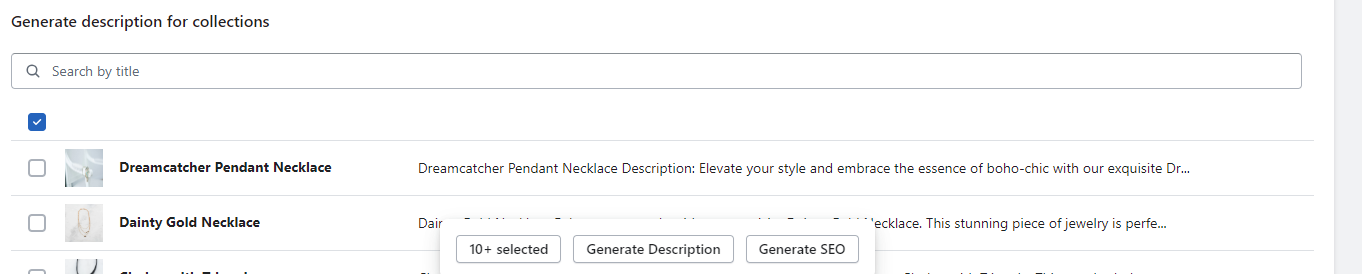 Generate description for collections
Search by title
Dreamcatcher Pendant Necklace
Dreamcatcher Pendant Necklace Description: Elevate your style and embrace the essence of boho-chic with our exquisite Dr...
Dainty Gold Necklace
Necklace. This stunning piece of jewelry is perfe...
10+ selected
Generate Description
Generate SEO